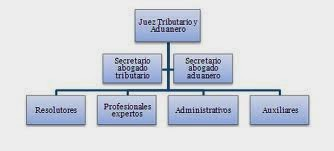 Juez Tributario y
Aduanero
Secretario
abogado
tributario
Secretario
abogado
aduanero
Resolutores
Profesionales
expertos
Administrativos
Auxiliares